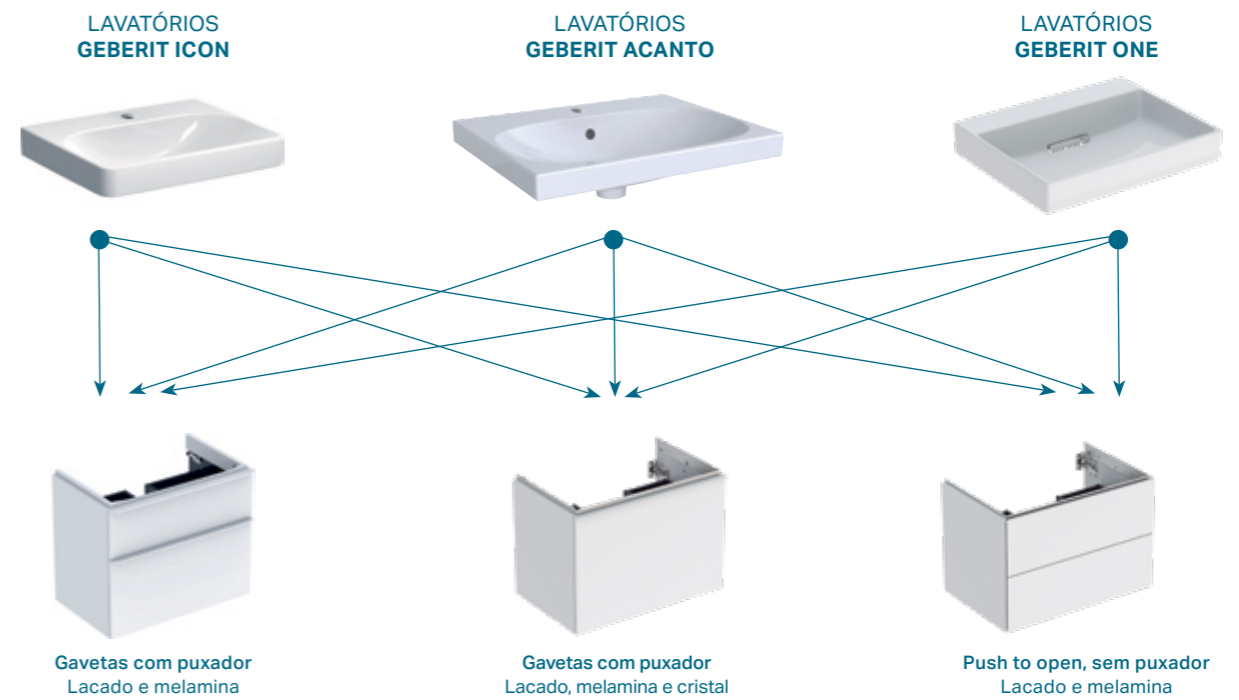 LAVATÓRIOS
GEBERIT ICON
LAVATÓRIOS
GEBERIT ACANTO
LAVATÓRIOS
GEBERIT ONE
Gavetas com puxador
Lacado e melamina
Gavetas com puxador
Lacado, melamina e cristal
Push to open, sem puxador
Lacado e melamina